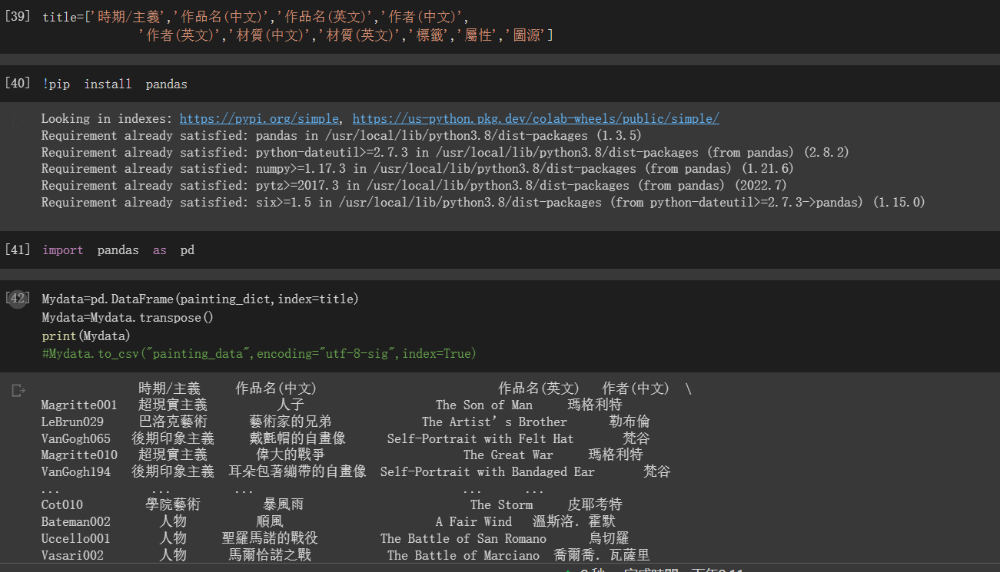 [39] title=['時期/主義','作品名(中文)','作品名(英文)','作者(中文)',
'作者(英文)','材質(中文)','材質(英文)','標籤','屬性','圖源']
[40] !pip install pandas
Looking in indexes: https://pypi.org/simple, https://us-python.pkg.dev/colab-wheels/public/simple/
Requirement already satisfied: pandas in /usr/local/lib/python3.8/dist-packages (1.3.5)
Requirement already satisfied: python-dateutil>=2.7.3 in /usr/local/lib/python3.8/dist-packages (from pandas) (2.8.2)
Requirement already satisfied: numpy>=1.17.3 in /usr/local/lib/python3.8/dist-packages (from pandas) (1.21.6)
Requirement already satisfied: pytz>=2017.3 in /usr/local/lib/python3.8/dist-packages (from pandas) (2022.7)
Requirement already satisfied: six>=1.5 in /usr/local/lib/python3.8/dist-packages (from python-dateutil>=2.7.3->pandas) (1.15.0)
[41] import pandas as pd
[42] Mydata=pd.DataFrame(painting_dict,index=title)
Mydata=Mydata.transpose()
print(Mydata)
#Mydata.to_csv("painting_data",encoding="utf-8-sig",index=True)
時期/主義 作品名(中文) 作品名(英文) 作者(中文) \
Magritte001 超現實主義 人子 The Son of Man 瑪格利特
LeBrun029 巴洛克藝術 藝術家的兄弟 The Artist’s Brother 勒布倫
VanGogh065 後期印象主義 戴氈帽的自畫像 Self-Portrait with Felt Hat 梵谷
Magritte010 超現實主義 偉大的戰爭 The Great War 瑪格利特
VanGogh194 後期印象主義 耳朵包著繃帶的自畫像 Self-Portrait with Bandaged Ear 梵谷
... ... ... ... ...
Cot010 學院藝術 暴風雨 The Storm 皮耶考特
Bateman002 人物 順風 A Fair Wind 溫斯洛.霍默
Uccello001 人物 聖羅馬諾的戰役 The Battle of San Romano 烏切羅
Vasari002 人物 馬爾恰諾之戰 The Battle of Marciano 喬爾喬.瓦薩里